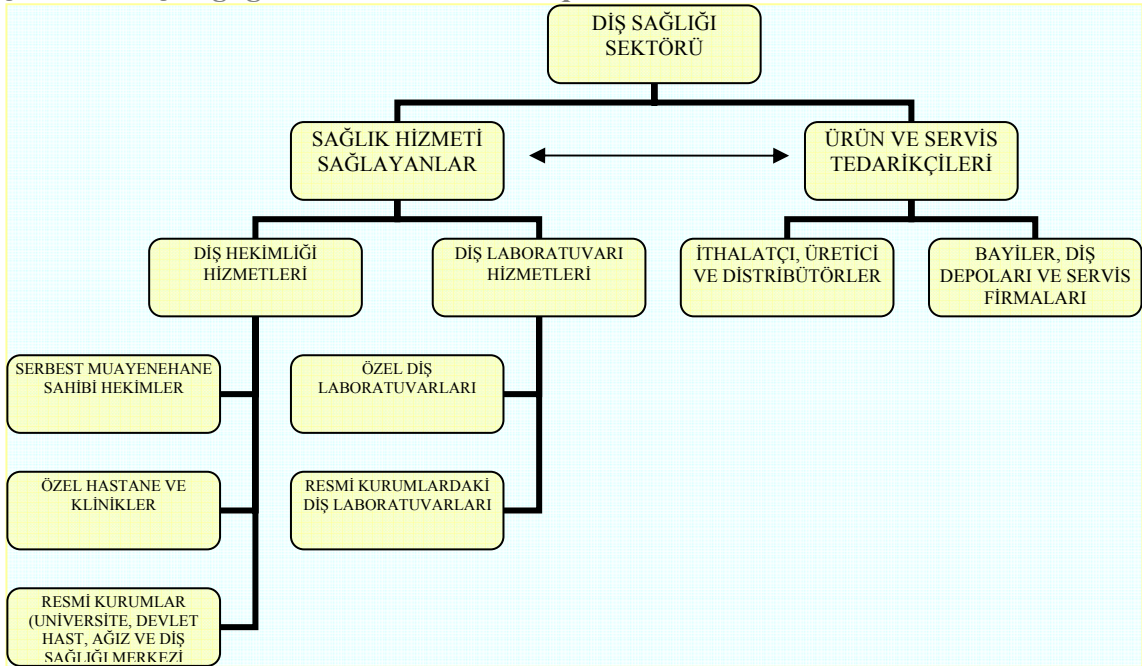 DİŞ SAĞLIĞI
SEKTÖRÜ
SAĞLIK HİZMETİ
SAĞLAYANLAR
ÜRÜN VE SERVİS
TEDARİKÇİLERİ
DİŞ HEKİMLİĞİ
HİZMETLERİ
DİŞ LABORATUVARI
HİZMETLERİ
İTHALATÇI, ÜRETİCİ
VE DİSTRİBÜTÖRLER
BAYİLER, DİŞ
DEPOLARI VE SERVİS
FİRMALARI
SERBEST MUAYENEHANE
SAHİBİ HEKİMLER
ÖZEL DİŞ
LABORATUVARLARI
ÖZEL HASTANE VE
KLİNİKLER
RESMİ KURUMLARDAKİ
DİŞ LABORATUVARLARI
RESMİ KURUMLAR
(UNİVERSİTE, DEVLET
HAST, AĞIZ VE DİŞ
SAĞLIĞI MERKEZİ